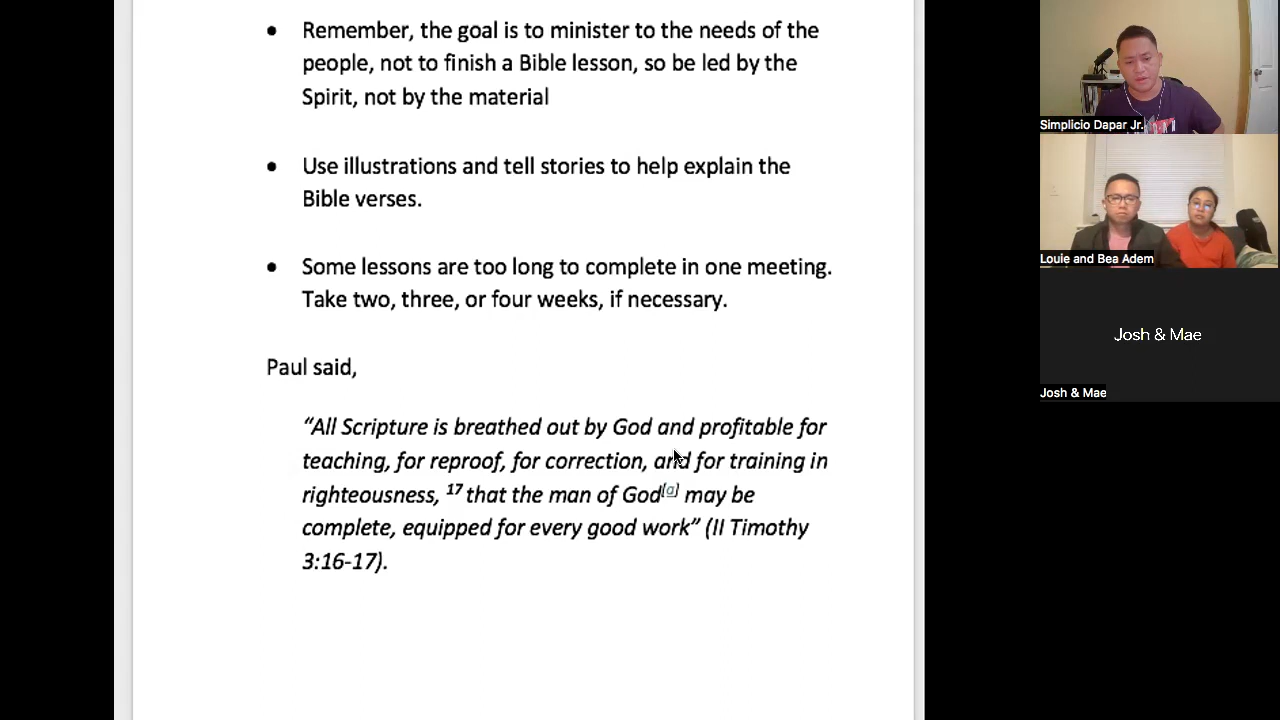 • Remember, the goal is to minister to the needs of the
people, not to finish a Bible lesson, so be led by the
Spirit, not by the material
• Use illustrations and tell stories to help explain the
Bible verses.
• Some lessons are too long to complete in one meeting.
Take two, three, or four weeks, if necessary.
Paul said,
“All Scripture is breathed out by God and profitable for
teaching, for reproof, for correction, and for training in
righteousness, 17 that the man of God[a] may be
complete, equipped for every good work” (II Timothy
3:16-17).
Simplicio Dapar Jr.
Louie and Bea Adem
Josh & Mae
Josh & Mae